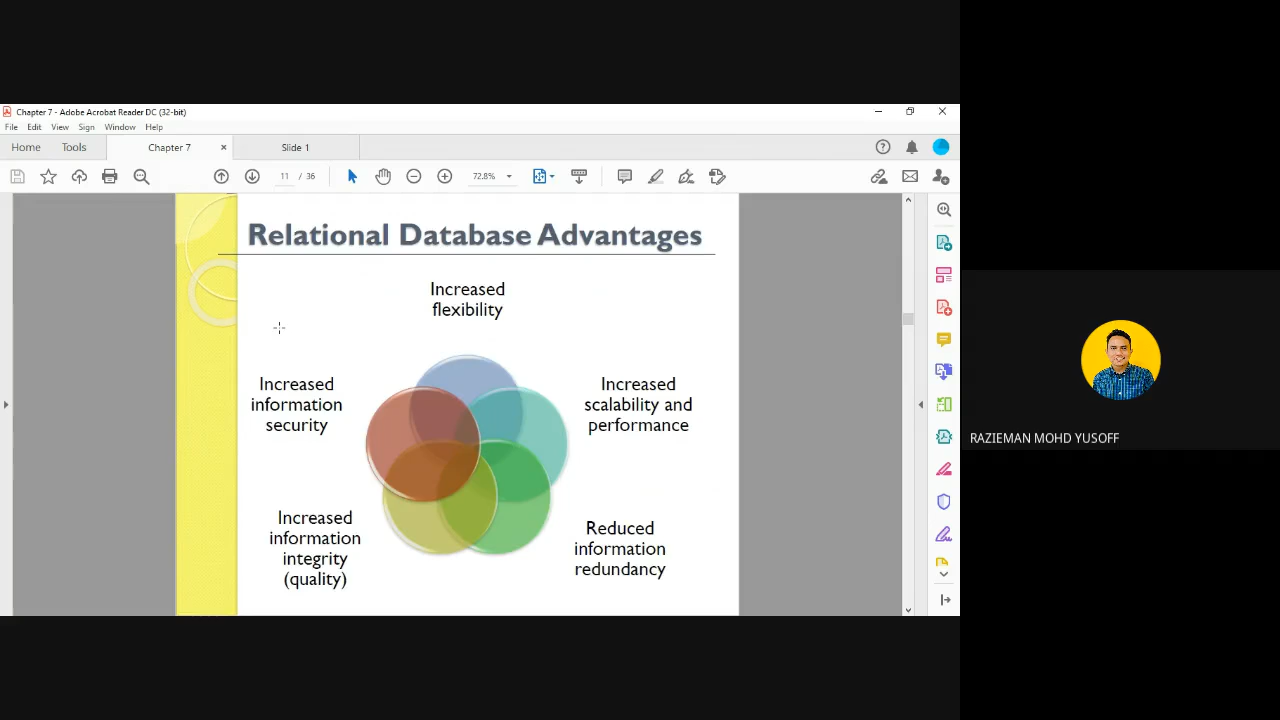 Chapter 7 - Adobe Acrobat Reader DC (32-bit)
File Edit View Sign Window Help
Home Tools Chapter 7 × Slide 1
11 / 36 72.8%
Relational Database Advantages
Increased
flexibility
Increased
information
security
Increased
scalability and
performance
Increased
information
integrity
(quality)
Reduced
information
redundancy
RAZIEMAN MOHD YUSOFF